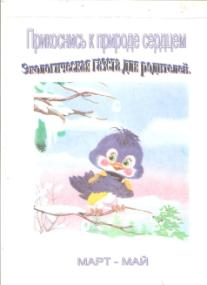 Прикоснись к природе сердцем
Экологическая газета для родителей.
МАРТ - МАЙ